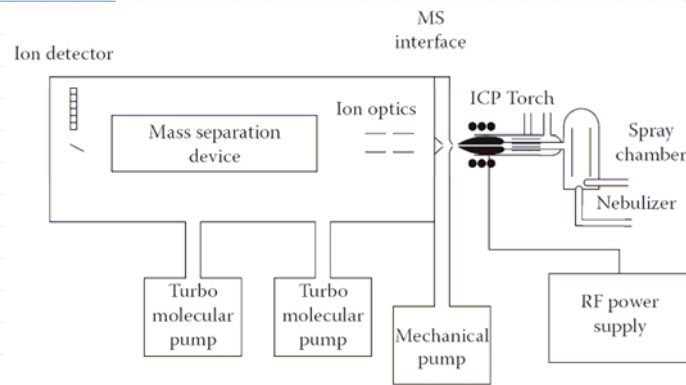 MS
interface
Ion detector
Ion optics
ICP Torch
Mass separation
device
Spray
chamber
Nebulizer
Turbo
molecular
pump
Turbo
molecular
pump
Mechanical
pump
RF power
supply